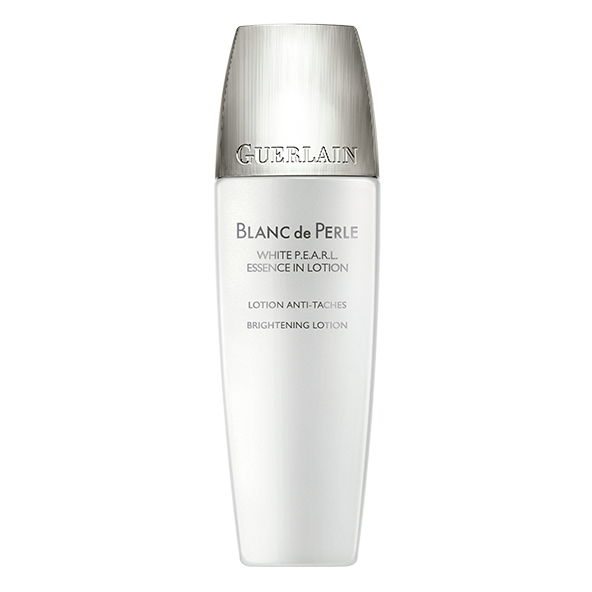 GUERLAIN
BLANC de PERLE
WHITE P.E.A.R.L.
ESSENCE IN LOTION
LOTION ANTI-TACHES
BRIGHTENING LOTION